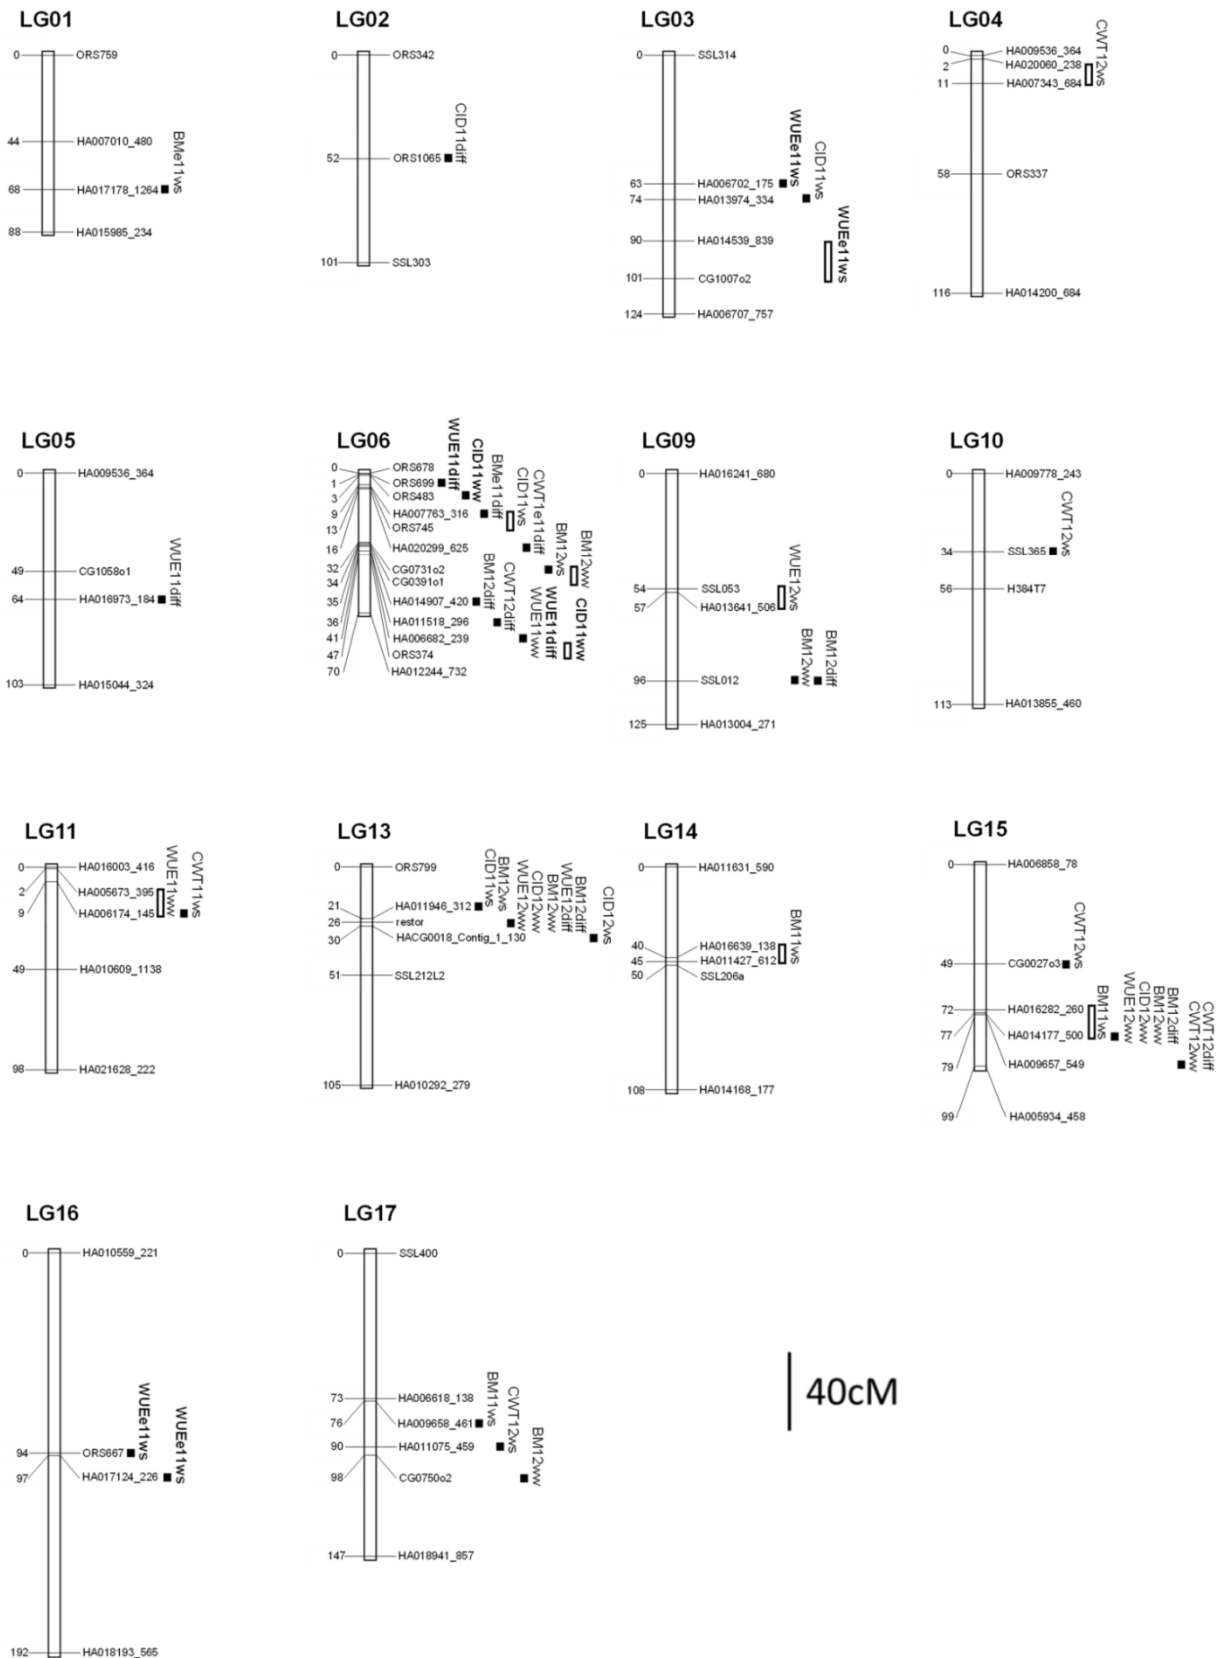 LG01
0 ORS759
44 HA007010_480
68 HA017178_1264
88 HA015985_234
BMe11ws
LG02
0 ORS342
52 ORS1065
101 SSL303
CID11diff
LG03
0 SSL314
63 HA006702_175
74 HA013974_334
90 HA014539_839
101 CG1007o2
124 HA006707_757
WUEe11ws
CID11ws
WUEe11ws
LG04
0 HA009536_364
2 HA020060_238
11 HA007343_684
58 ORS337
116 HA014200_684
CWT12ws
LG05
0 HA009536_364
49 CG1058o1
64 HA016973_184
103 HA015044_324
WUE11diff
LG06
0 ORS678
1 ORS699
3 ORS483
9 HA007763_316
13 ORS745
16 HA020299_625
32 CG0731o2
34 CG0391o1
35 HA014907_420
36 HA011518_296
41 HA006682_239
47 ORS374
70 HA012244_732
WUE11diff
CID11ww
BMe11diff
CID11ws
CWT1e11diff
BM12ws
BM12ww
BM12diff
CWT12diff
WUE11ww
WUE11diff
CID11ww
LG09
0 HA016241_680
54 SSL053
57 HA013641_506
96 SSL012
125 HA013004_271
WUE12ws
BM12ww
BM12diff
LG10
0 HA009778_243
34 SSL365
56 H384T7
113 HA013855_460
CWT12ws
LG11
0 HA016003_416
2 HA005673_395
9 HA006174_145
49 HA010609_1138
98 HA021628_222
WUE11ww
CWT11ws
LG13
0 ORS799
21 HA011946_312
26 restor
30 HACG0018_Contig_1_130
51 SSL212L2
105 HA010292_279
CID11ws
BM12ws
WUE12ww
CID12ww
BM12ww
WUE12diff
BM12diff
CID12ws
LG14
0 HA011631_590
40 HA016639_138
45 HA011427_612
50 SSL206a
108 HA014168_177
BM11ws
LG15
0 HA006858_78
49 CG0027o3
72 HA016282_260
77 HA014177_500
79 HA009657_549
99 HA005934_458
CWT12ws
BM11ws
WUE12ww
CID12ww
BM12ww
BM12diff
CWT12ww
CWT12diff
LG16
0 HA010559_221
94 ORS667
97 HA017124_226
192 HA018193_565
WUEe11ws
WUEe11ws
LG17
0 SSL400
73 HA006618_138
76 HA009658_461
90 HA011075_459
98 CG0750o2
147 HA018941_857
BM11ws
CWT12ws
BM12ww
40cM